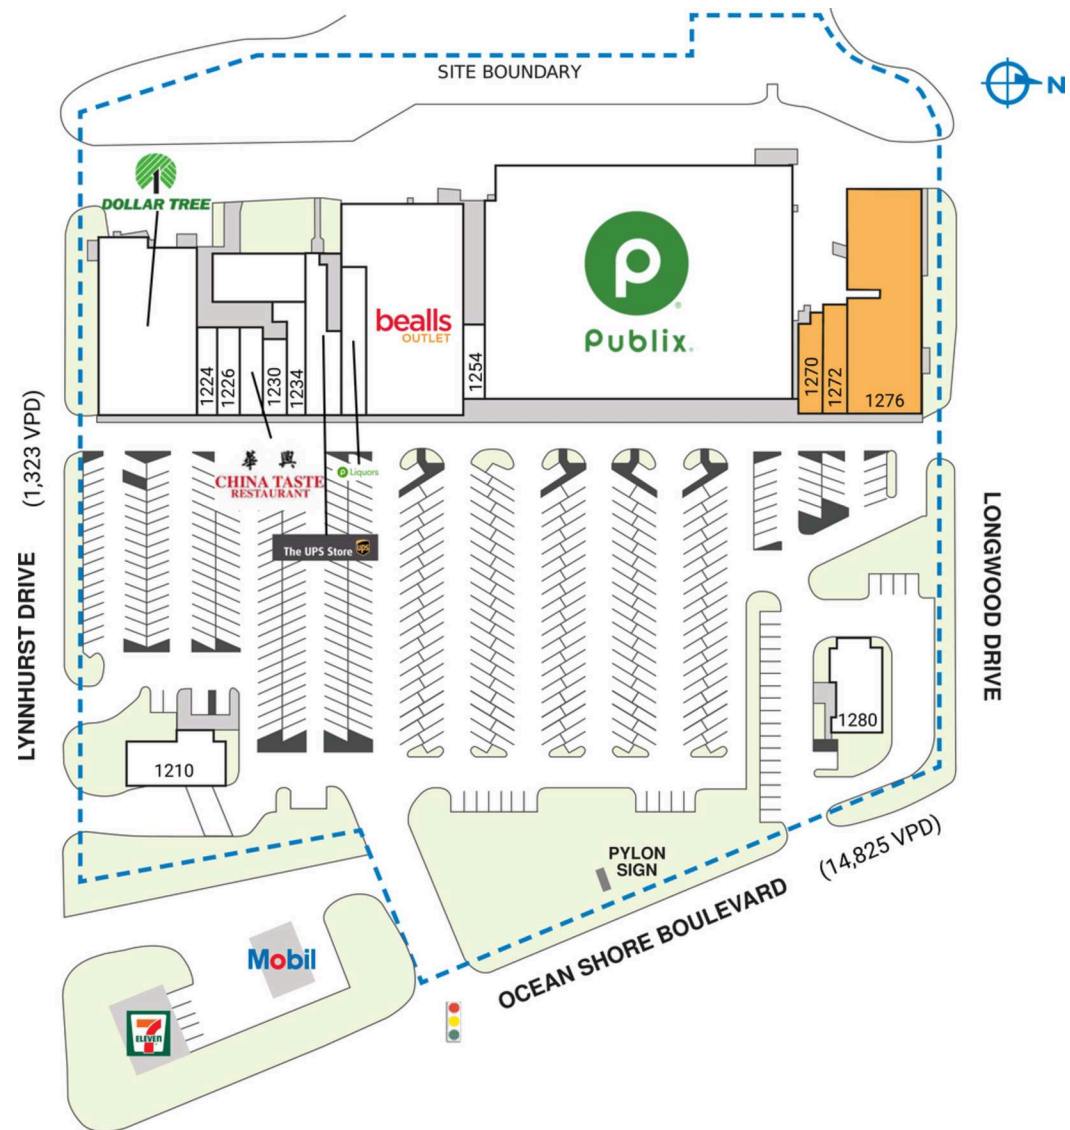 SITE BOUNDARY
N
DOLLAR TREE
bealls
OUTLET
Publix.
1224
1226
1230
1234
1254
1270
1272
1276
華興
CHINA TASTE
RESTAURANT
Liquors
The UPS Store
ups
LYNNHURST DRIVE
(1,323 VPD)
LONGWOOD DRIVE
1280
1210
PYLON
SIGN
(14,825 VPD)
OCEAN SHORE BOULEVARD
Mobil
7
ELEVEN